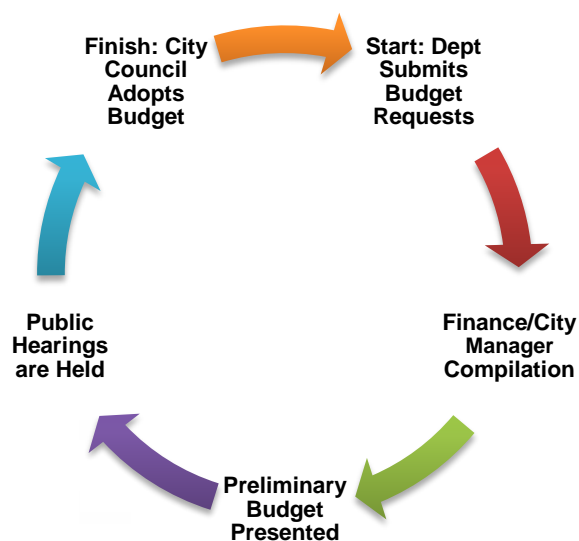 Start: Dept
Submits
Budget
Requests
Finance/City
Manager
Compilation
Preliminary
Budget
Presented
Public
Hearings
are Held
Finish: City
Council
Adopts
Budget